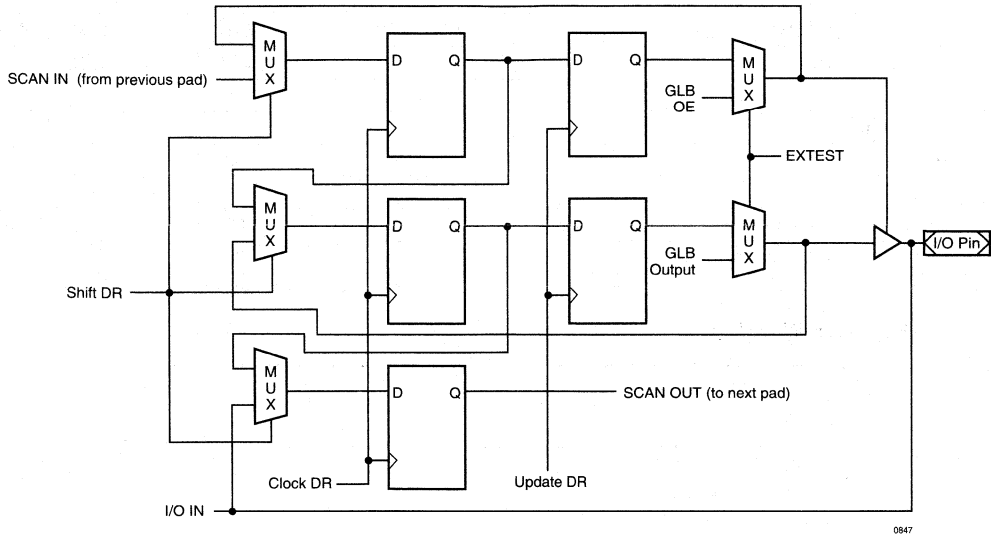 M
U
X
SCAN IN (from previous pad)
D Q
D Q
M
U
X
GLB
OE
EXTEST
M
U
X
D Q
D Q
M
U
X
GLB
Output
I/O Pin
Shift DR
M
U
X
D Q
SCAN OUT (to next pad)
Clock DR
Update DR
I/O IN
0847